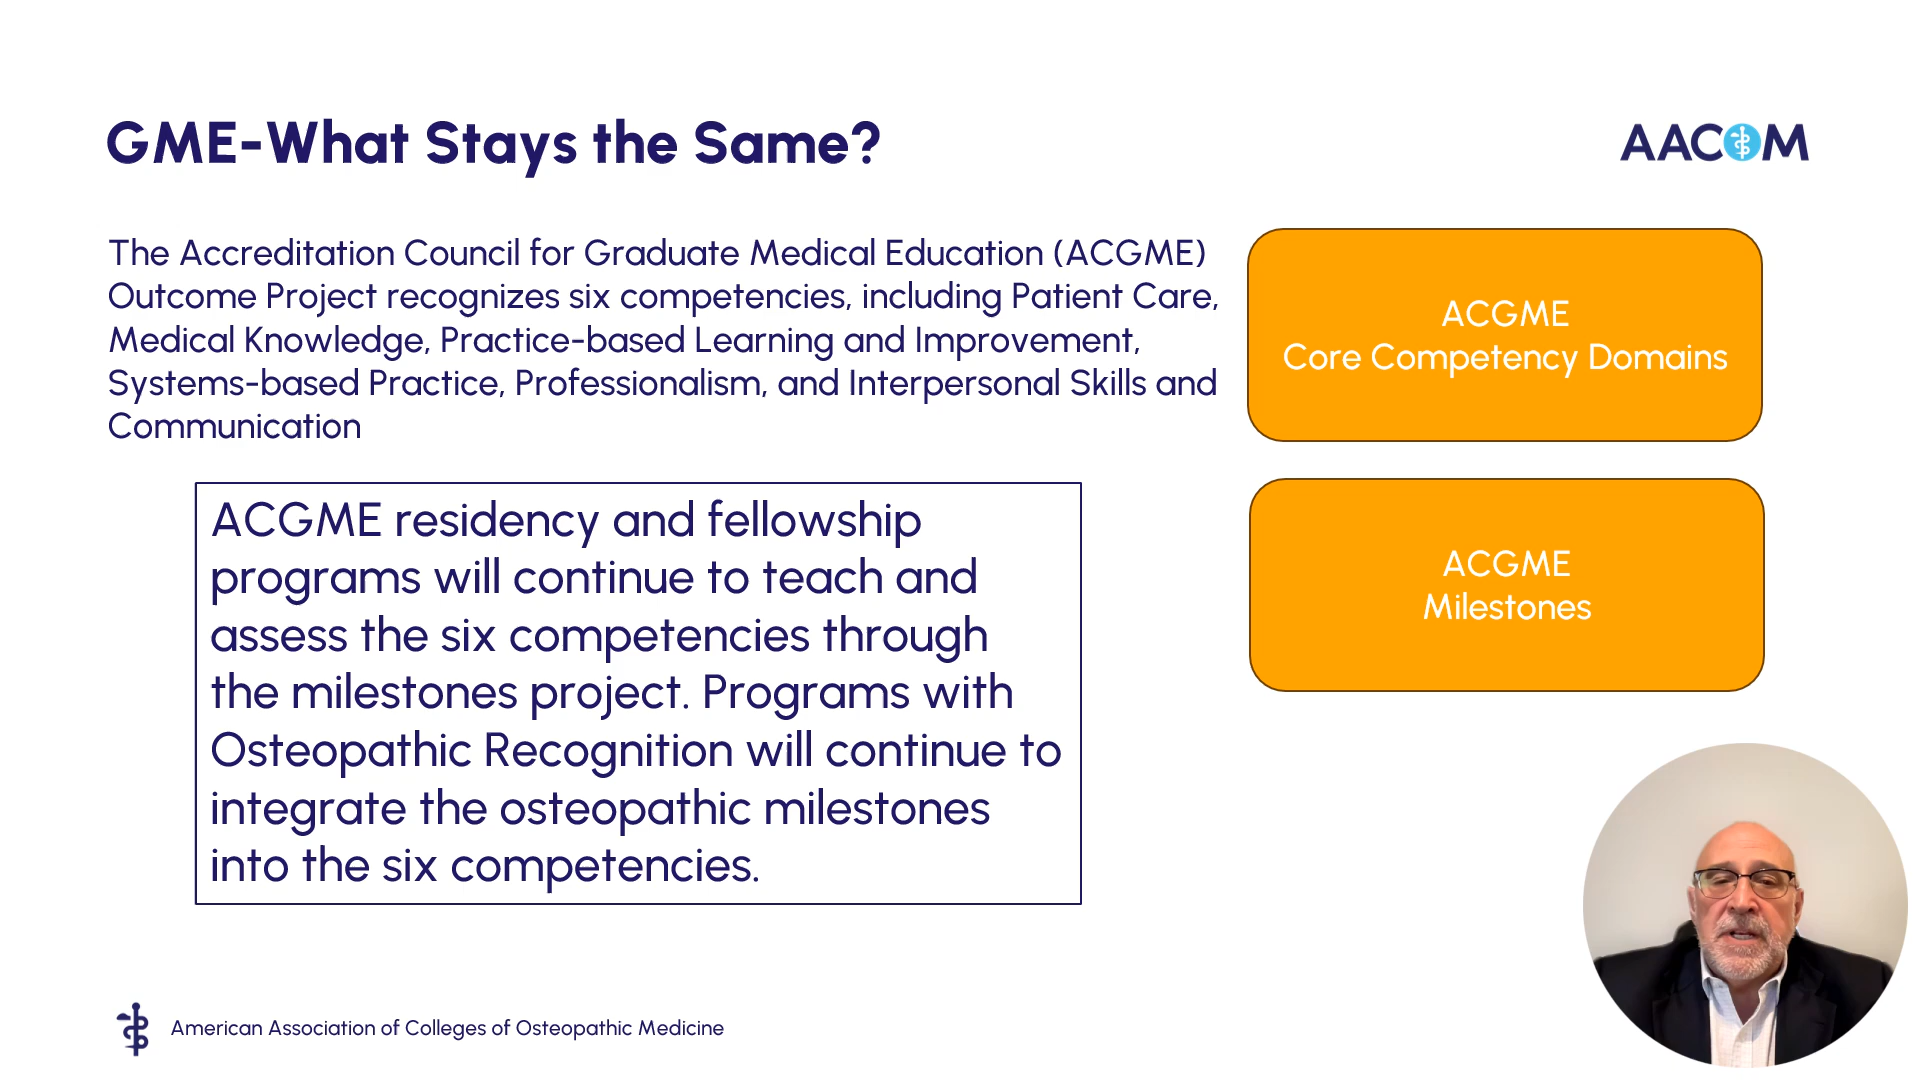 GME-What Stays the Same?
AACOM
The Accreditation Council for Graduate Medical Education (ACGME)
Outcome Project recognizes six competencies, including Patient Care,
Medical Knowledge, Practice-based Learning and Improvement,
Systems-based Practice, Professionalism, and Interpersonal Skills and
Communication
ACGME
Core Competency Domains
ACGME residency and fellowship
programs will continue to teach and
assess the six competencies through
the milestones project. Programs with
Osteopathic Recognition will continue to
integrate the osteopathic milestones
into the six competencies.
ACGME
Milestones
American Association of Colleges of Osteopathic Medicine